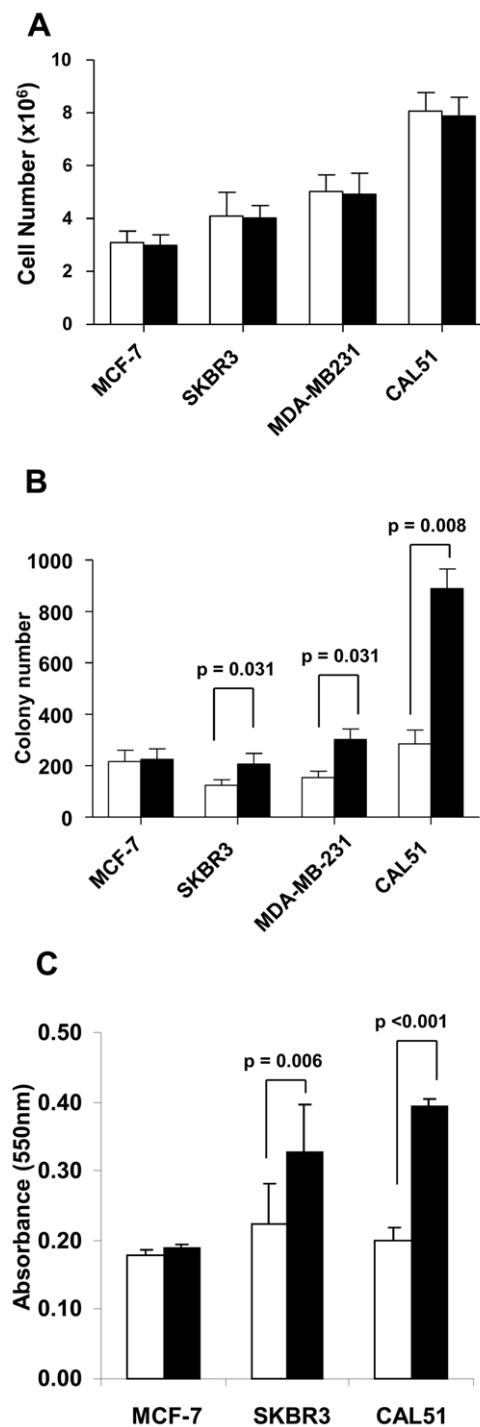 A
Cell Number (x10⁶)
10
8
6
4
2
0
MCF-7
SKBR3
MDA-MB231
CAL51
B
Colony number
1000
800
600
400
200
0
p = 0.031
p = 0.031
p = 0.008
MCF-7
SKBR3
MDA-MB-231
CAL51
C
Absorbance (550nm)
0.50
0.40
0.30
0.20
0.10
0.00
p = 0.006
p <0.001
MCF-7
SKBR3
CAL51